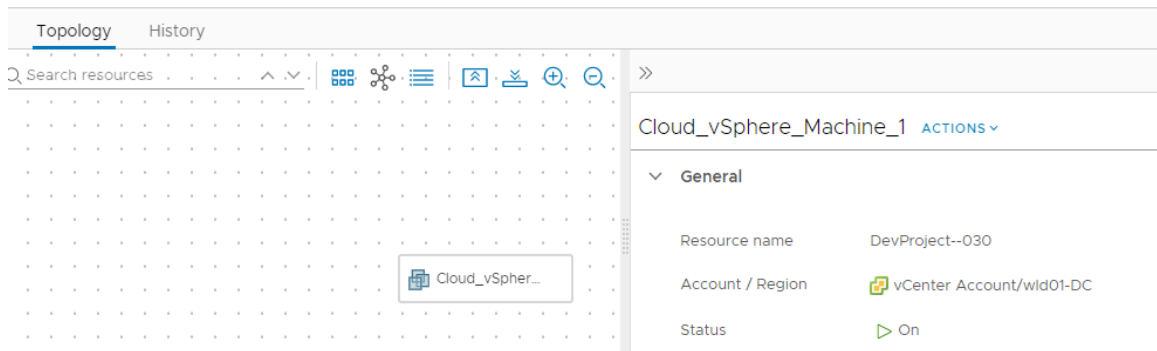 Topology History
Search resources
Cloud_vSphere_Machine_1 ACTIONS
General
Resource name DevProject--030
Cloud_vSpher...
Account / Region vCenter Account/wld01-DC
Status On